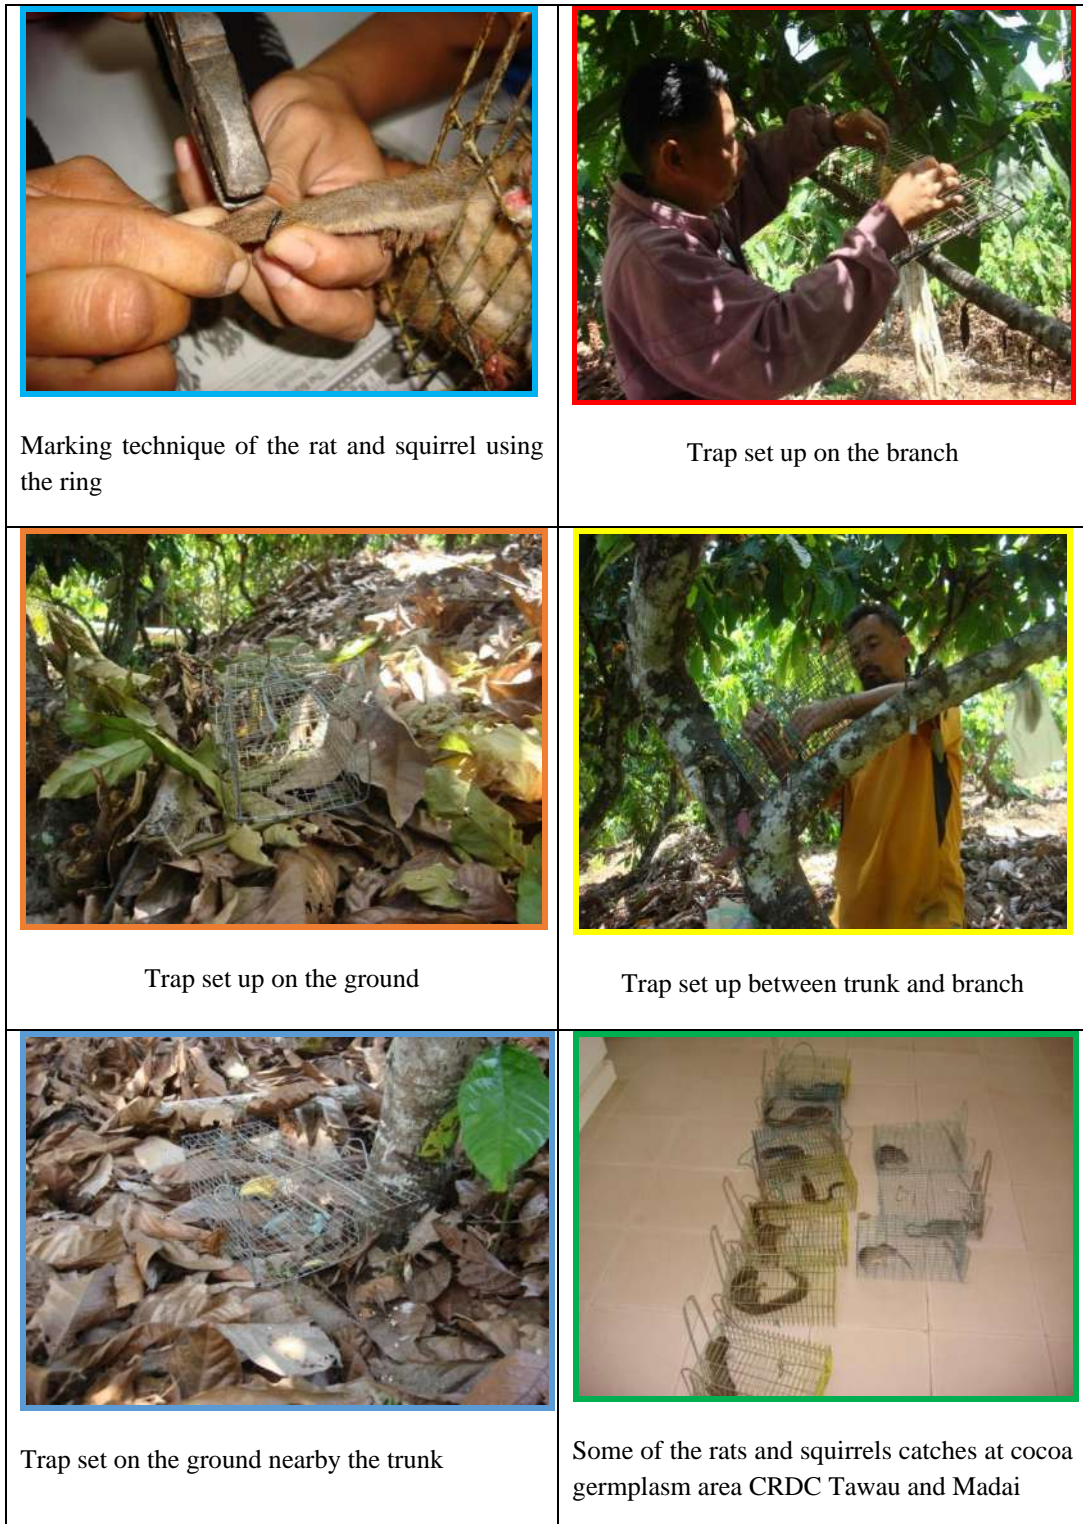 Marking technique of the rat and squirrel using
the ring
Trap set up on the branch
Trap set up on the ground
Trap set up between trunk and branch
Trap set on the ground nearby the trunk
Some of the rats and squirrels catches at cocoa
germplasm area CRDC Tawau and Madai